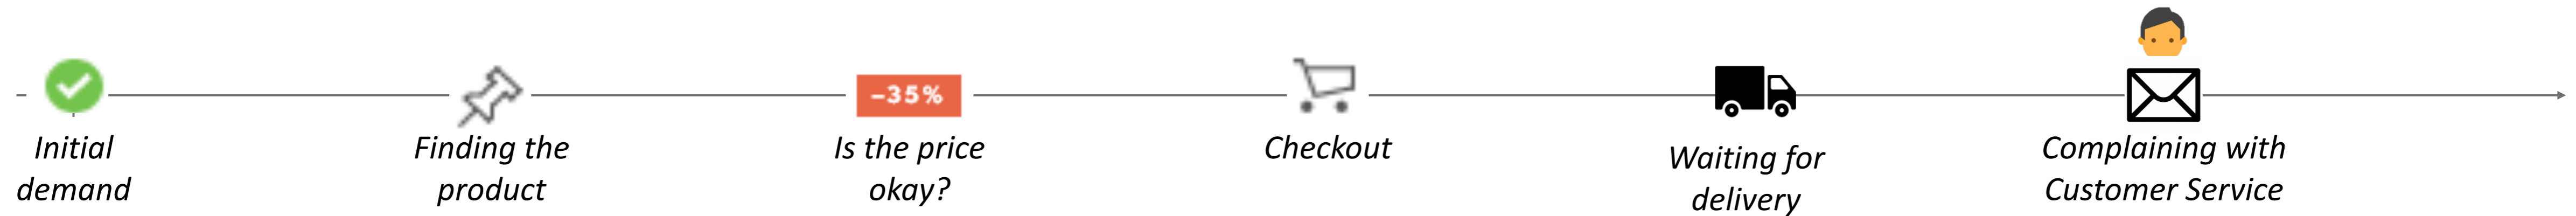 Initial
demand
Finding the
product
-35%
Is the price
okay?
Checkout
Waiting for
delivery
Complaining with
Customer Service